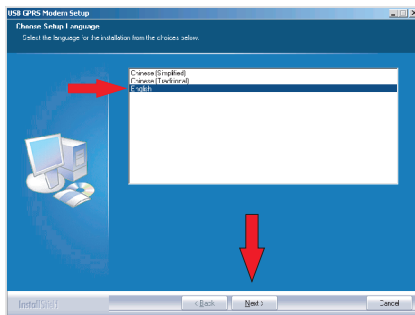 USB GPRS Modem Setup
Choose Setup Language
Select the language for the installation from the choices below.
Chinese (Simplified)
Chinese (Traditional)
English
InstallShield
< Back
Next >
Cancel